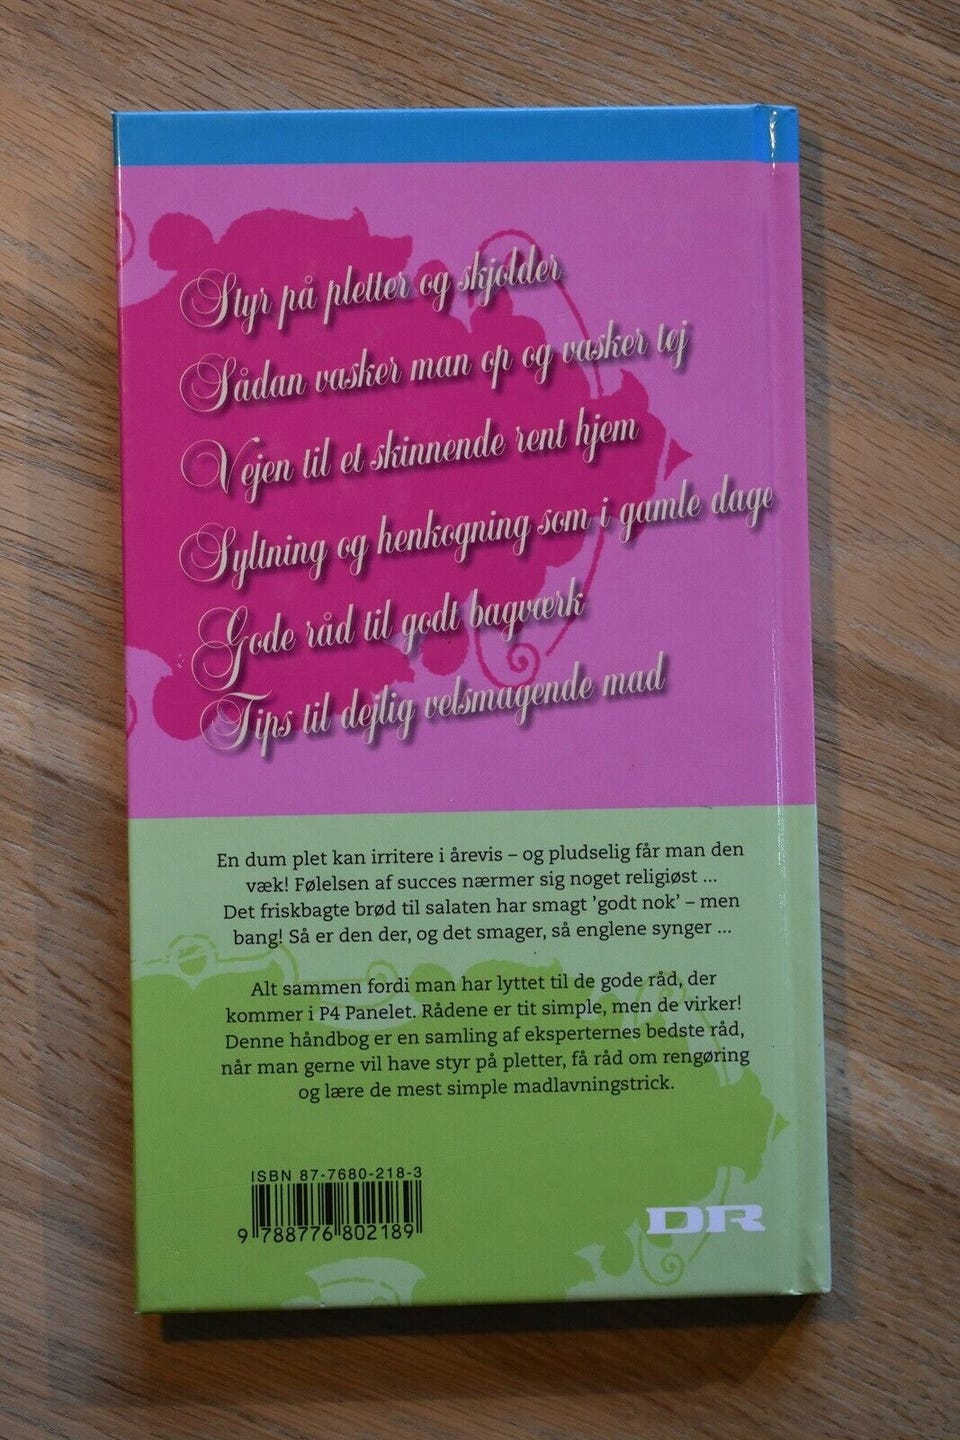 Styr på pletter og skjolder
Sådan vasker man op og vasker tøj
Vejen til et skinnende rent hjem
Syltning og henkogning som i gamle dage
Gode råd til godt bagværk
Tips til dejlig velsmagende mad
En dum plet kan irritere i årevis – og pludselig får man den
væk! Følelsen af succes nærmer sig noget religiøst ...
Det friskbagte brød til salaten har smagt ’godt nok’ – men
bang! Så er den der, og det smager, så englene synger ...
Alt sammen fordi man har lyttet til de gode råd, der
kommer i P4 Panelet. Rådene er tit simple, men de virker!
Denne håndbog er en samling af eksperternes bedste råd,
når man gerne vil have styr på pletter, få råd om rengøring
og lære de mest simple madlavningstrick.
ISBN 87-7680-218-3
9 788776 802189
DR